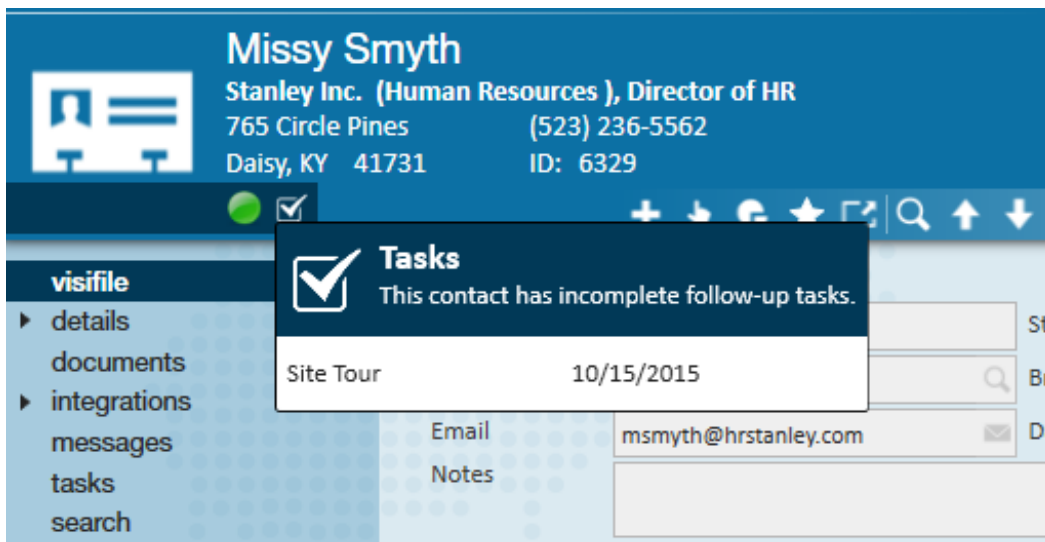 Missy Smyth
Stanley Inc.  (Human Resources ), Director of HR
765 Circle Pines (523) 236-5562
Daisy, KY  41731 ID:  6329
Tasks
This contact has incomplete follow-up tasks.
Site Tour 10/15/2015
visifile
details
documents
integrations
messages
tasks
search
Email msmyth@hrstanley.com
Notes